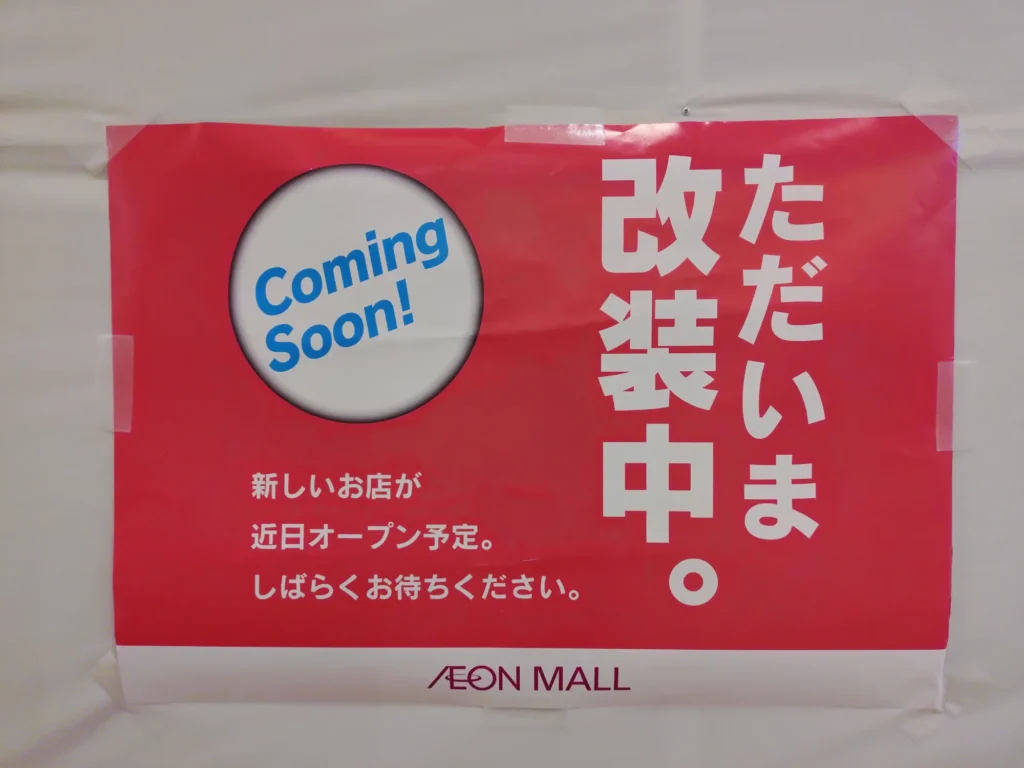 ただいま
改装中。
Coming
Soon!
新しいお店が
近日オープン予定。
しばらくお待ちください。
ÆON MALL